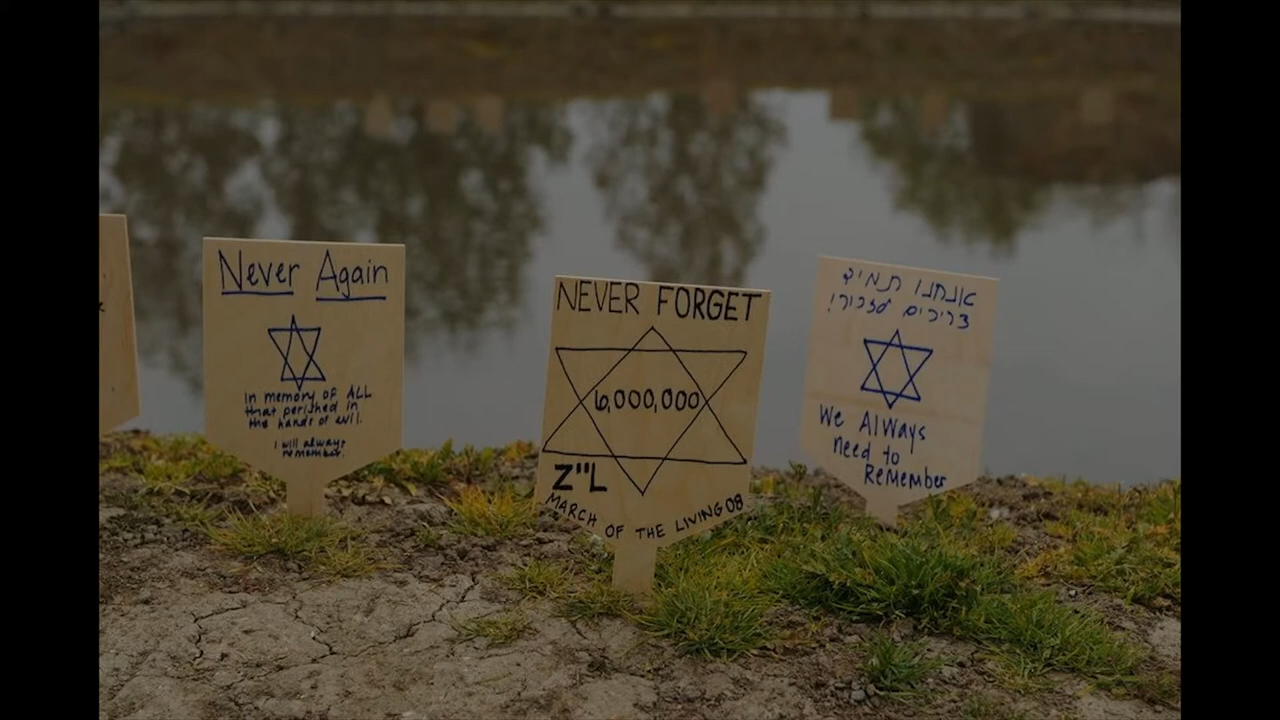 Never Again
In memory of ALL
that perished in
the hands of evil.
I will always
remember.
NEVER FORGET
6,000,000
Z"L
MARCH OF THE LIVING 08
אנחנו תמיד
צריכים לזכור!
We Always
need to
Remember